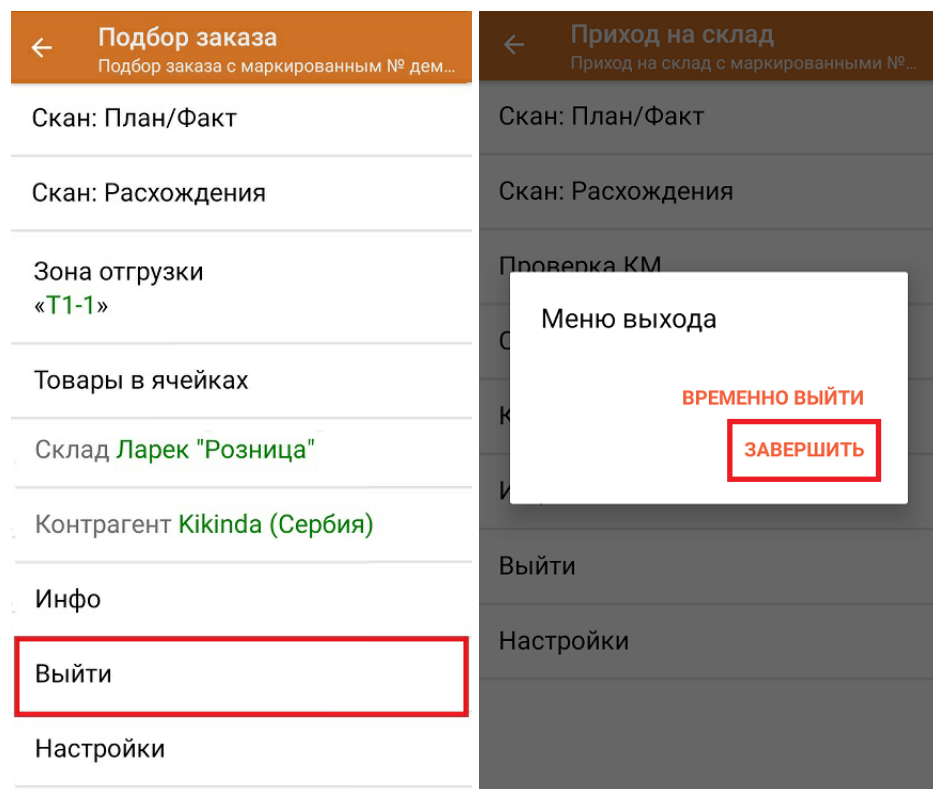 Подбор заказа
Подбор заказа с маркированным № дем...
Скан: План/Факт
Скан: Расхождения
Зона отгрузки
«Т1-1»
Товары в ячейках
Склад Ларек "Розница"
Контрагент Kikinda (Сербия)
Инфо
Выйти
Настройки
Приход на склад
Приход на склад с маркированными №...
Скан: План/Факт
Скан: Расхождения
Проверка КМ
Меню выхода
ВРЕМЕННО ВЫЙТИ
ЗАВЕРШИТЬ
Выйти
Настройки